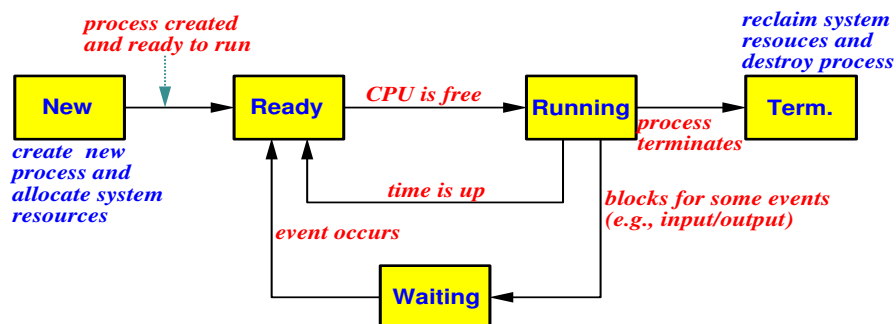 process created
and ready to run
reclaim system
resouces and
destroy process
New
Ready
CPU is free
Running
Term.
process
terminates
create new
process and
allocate system
resources
time is up
blocks for some events
(e.g., input/output)
event occurs
Waiting